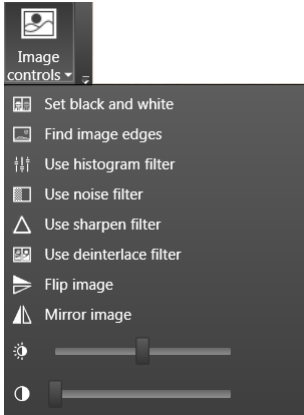 Image
controls
Set black and white
Find image edges
Use histogram filter
Use noise filter
Use sharpen filter
Use deinterlace filter
Flip image
Mirror image